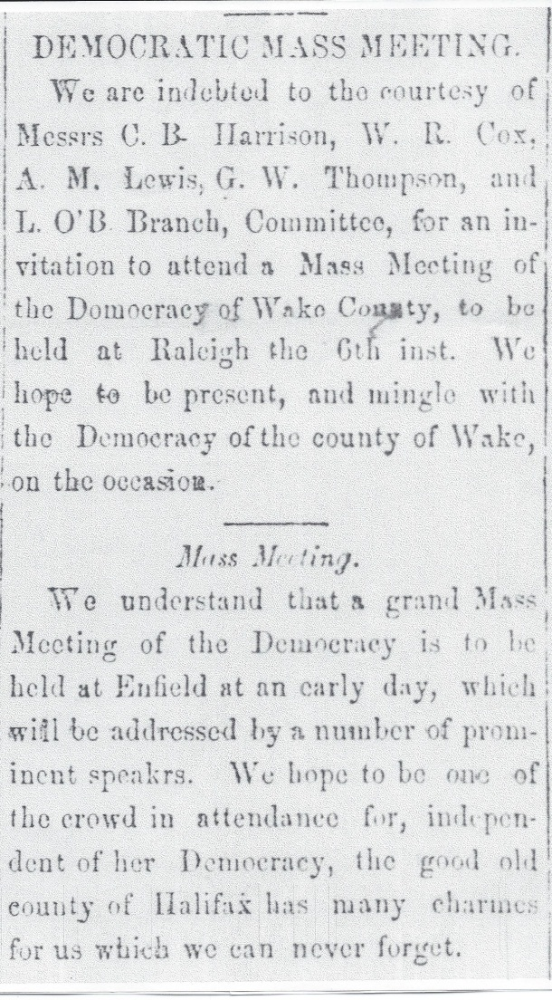 DEMOCRATIC MASS MEETING.
We are indebted to the courtesy of
Messrs C. B. Harrison, W. R. Cox,
A. M. Lewis, G. W. Thompson, and
L. O'B. Branch, Committee, for an in-
vitation to attend a Mass Meeting of
the Domocracy of Wake County, to be
held at Raleigh the 6th inst. We
hope to be present, and mingle with
the Democracy of the county of Wake,
on the occasion.
Mass Meeting.
We understand that a grand Mass
Meeting of the Democracy is to be
held at Enfield at an early day, which
will be addressed by a number of prom-
inent speakrs. We hope to be one of
the crowd in attendance for, indepen-
dent of her Democracy, the good old
county of Halifax has many charmes
for us which we can never forget.